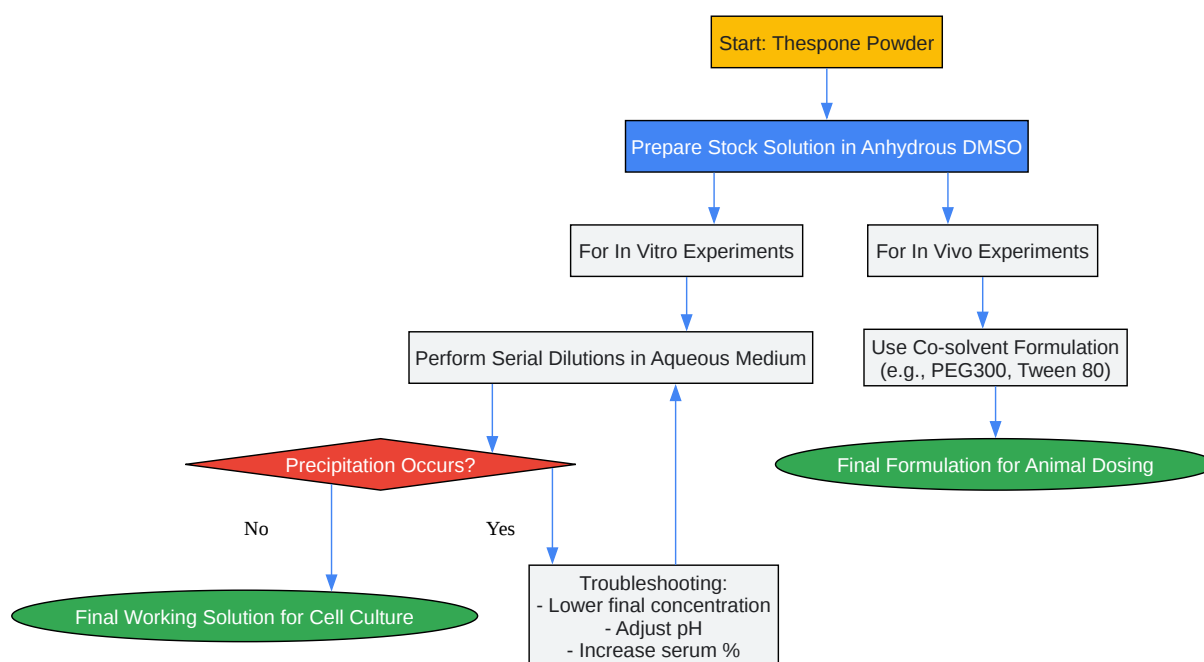 Start: Thespone Powder
Prepare Stock Solution in Anhydrous DMSO
For In Vitro Experiments
For In Vivo Experiments
Perform Serial Dilutions in Aqueous Medium
Use Co-solvent Formulation
(e.g., PEG300, Tween 80)
Precipitation Occurs?
Final Formulation for Animal Dosing
No
Yes
Final Working Solution for Cell Culture
Troubleshooting:
- Lower final concentration
- Adjust pH
- Increase serum %